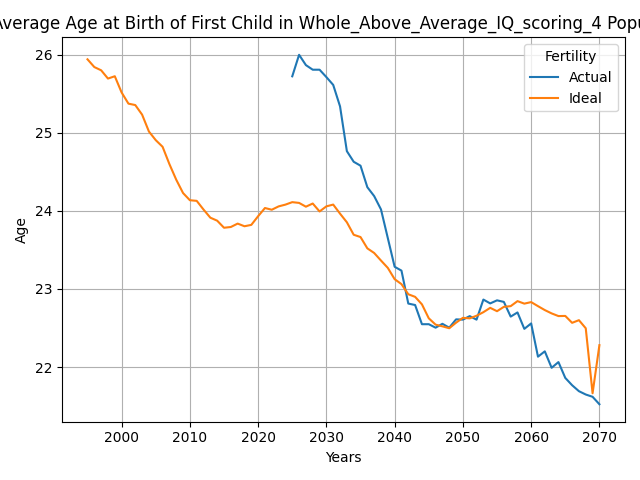 Average Age at Birth of First Child in Whole_Above_Average_IQ_scoring_4 Popu
Fertility
Actual
Ideal
26
25
24
23
22
Age
2000 2010 2020 2030 2040 2050 2060 2070
Years